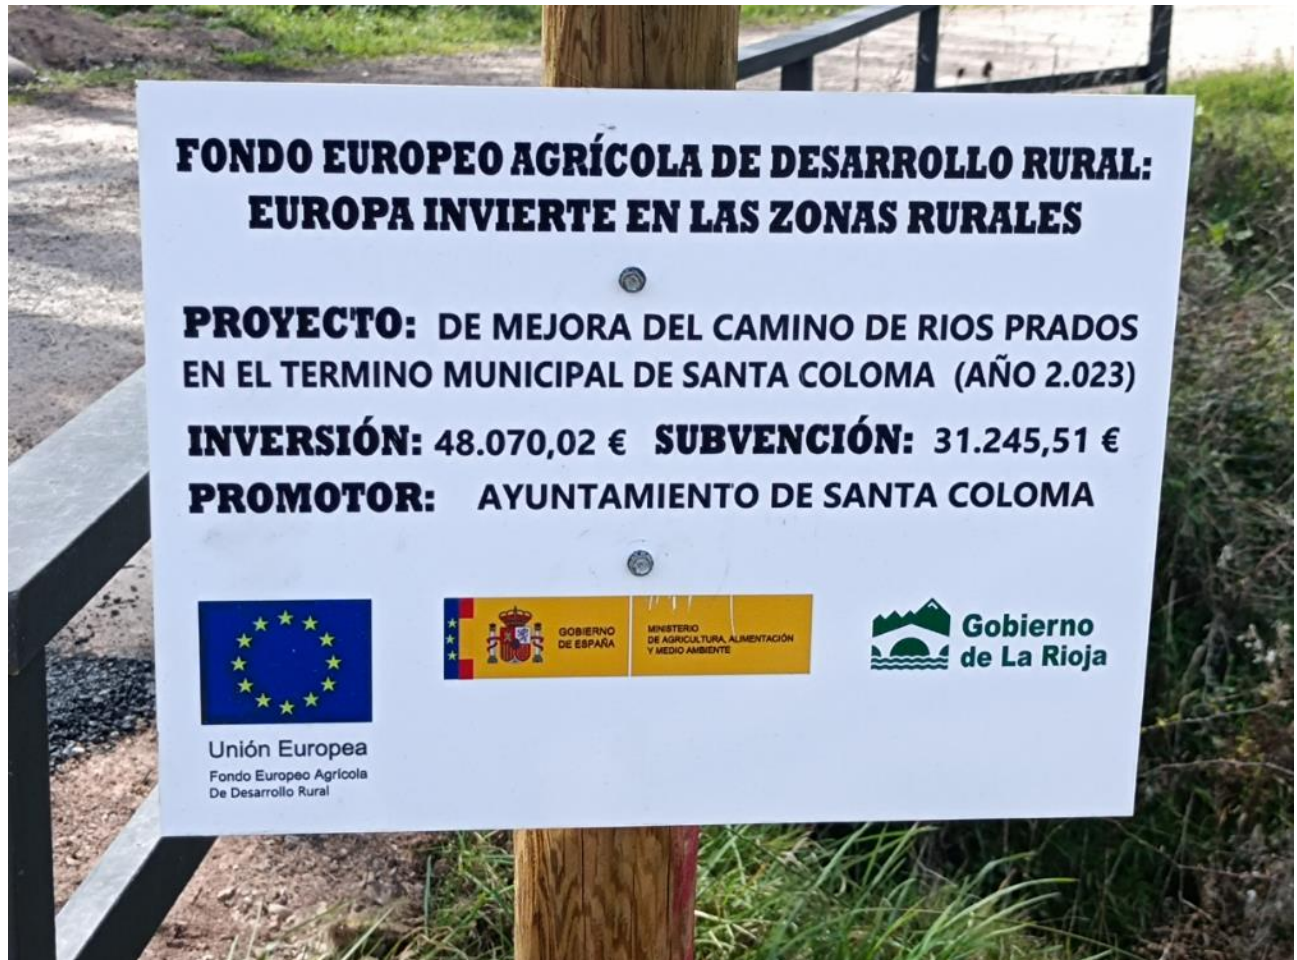 FONDO EUROPEO AGRÍCOLA DE DESARROLLO RURAL:
EUROPA INVIERTE EN LAS ZONAS RURALES
PROYECTO: DE MEJORA DEL CAMINO DE RIOS PRADOS
EN EL TERMINO MUNICIPAL DE SANTA COLOMA (AÑO 2.023)
INVERSIÓN: 48.070,02 € SUBVENCIÓN: 31.245,51 €
PROMOTOR: AYUNTAMIENTO DE SANTA COLOMA
Unión Europea
Fondo Europeo Agrícola
De Desarrollo Rural
GOBIERNO
DE ESPAÑA
MINISTERIO
DE AGRICULTURA, ALIMENTACIÓN
Y MEDIO AMBIENTE
Gobierno
de La Rioja